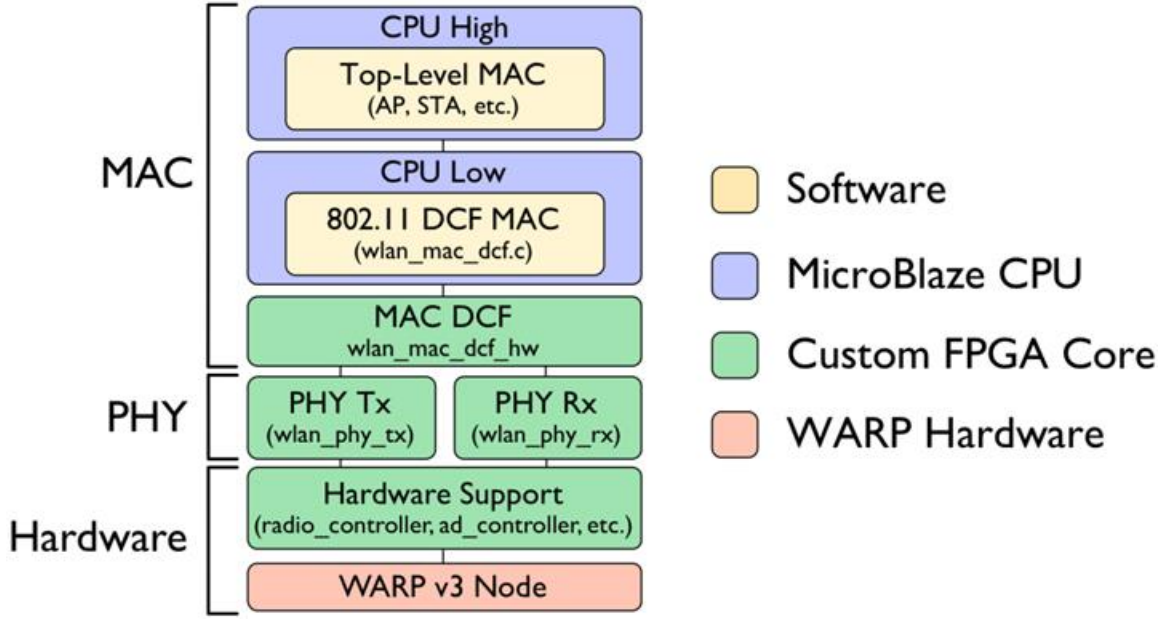 CPU High
Top-Level MAC
(AP, STA, etc.)
MAC
CPU Low
802.11 DCF MAC
(wlan_mac_dcf.c)
MAC DCF
wlan_mac_dcf_hw
PHY
PHY Tx
(wlan_phy_tx)
PHY Rx
(wlan_phy_rx)
Hardware
Hardware Support
(radio_controller, ad_controller, etc.)
WARP v3 Node
Software
MicroBlaze CPU
Custom FPGA Core
WARP Hardware